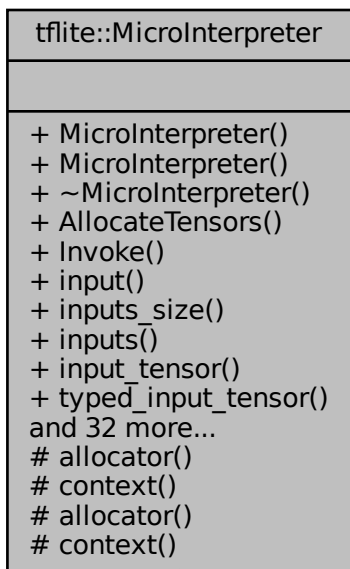 tflite::MicroInterpreter
+ MicroInterpreter()
+ MicroInterpreter()
+ ~MicroInterpreter()
+ AllocateTensors()
+ Invoke()
+ input()
+ inputs_size()
+ inputs()
+ input_tensor()
+ typed_input_tensor()
and 32 more...
# allocator()
# context()
# allocator()
# context()